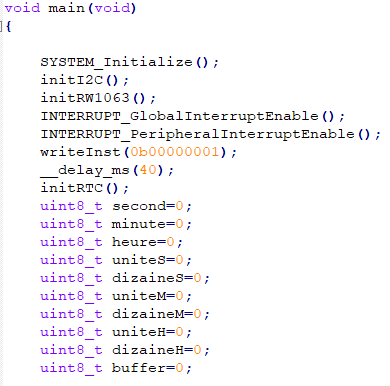 void main(void)
{
SYSTEM_Initialize();
initI2C();
initRW1063();
INTERRUPT_GlobalInterruptEnable();
INTERRUPT_PeripheralInterruptEnable();
writeInst(0b00000001);
__delay_ms(40);
initRTC();
uint8_t second=0;
uint8_t minute=0;
uint8_t heure=0;
uint8_t uniteS=0;
uint8_t dizaineS=0;
uint8_t uniteM=0;
uint8_t dizaineM=0;
uint8_t uniteH=0;
uint8_t dizaineH=0;
uint8_t buffer=0;